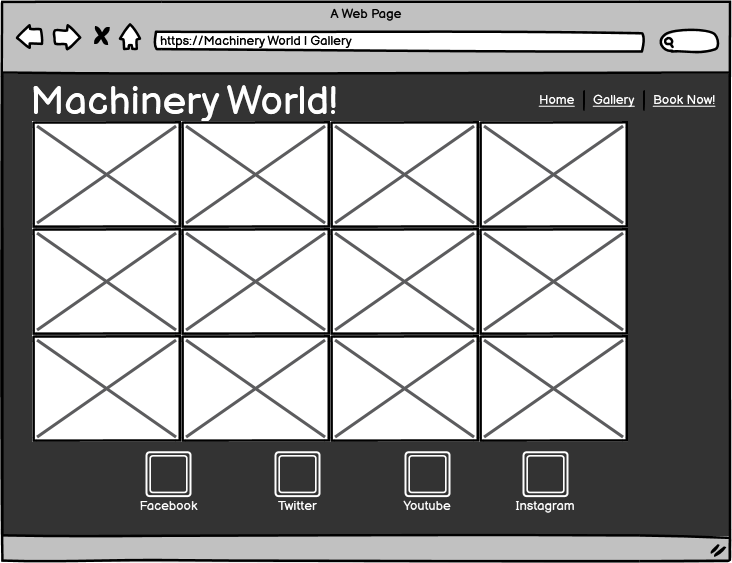 A Web Page
https://Machinery World | Gallery
Machinery World!
Home | Gallery | Book Now!
Facebook Twitter Youtube Instagram